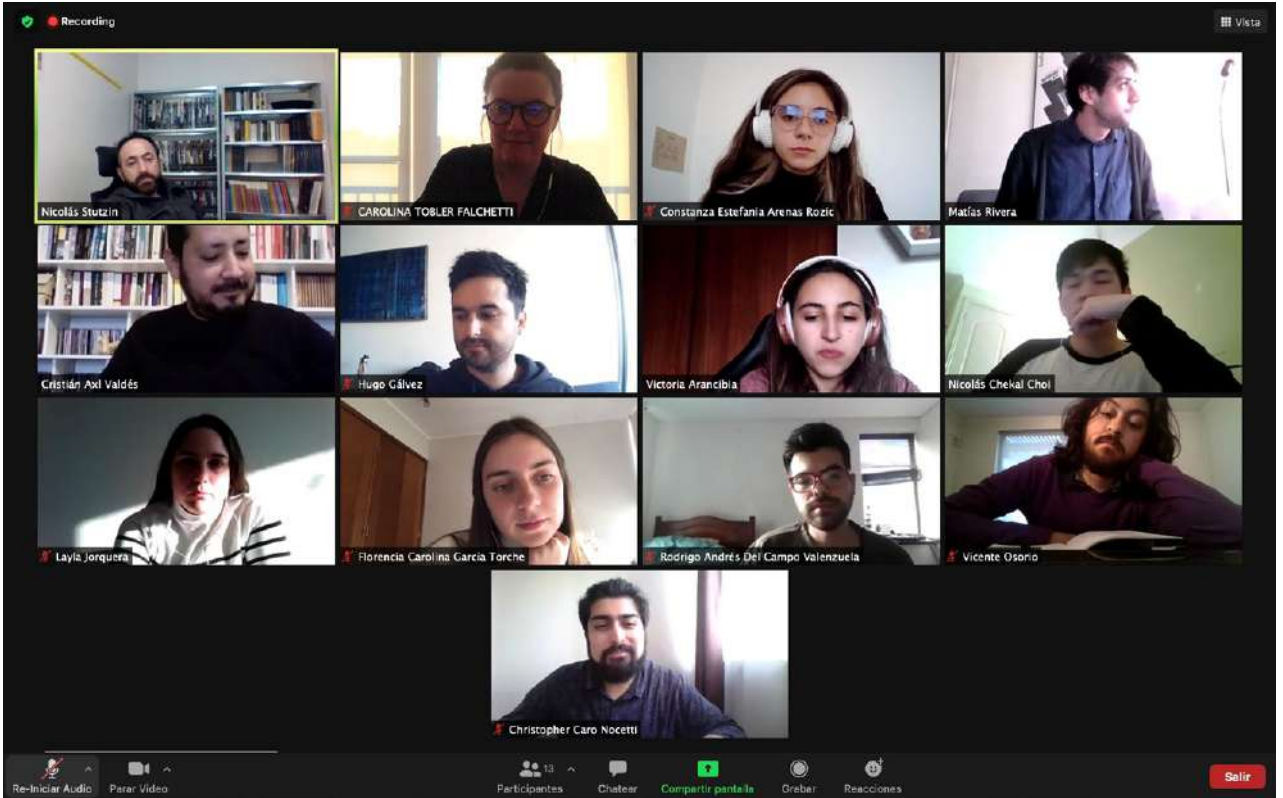 Recording
Vista
Nicolás Stutzin
CAROLINA TOBLER FALCHETTI
Constanza Estefania Arenas Rozic
Matías Rivera
Cristián Axl Valdés
Hugo Gálvez
Victoria Arancibia
Nicolás Chekal Choi
Layla Jorquera
Florencia Carolina García Torche
Rodrigo Andrés Del Campo Valenzuela
Vicente Osorio
Christopher Caro Nocetti
Re-Iniciar Audio
Parar Video
13
Participantes
Chatear
Compartir pantalla
Grabar
Reacciones
Salir